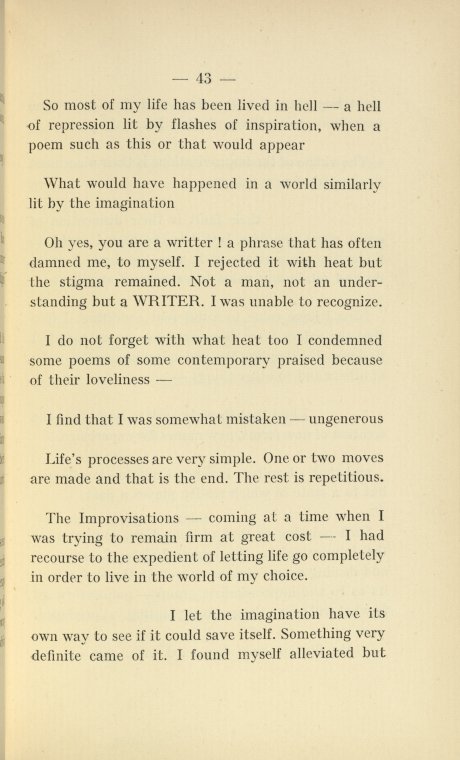 — 43 —
So most of my life has been lived in hell — a hell
of repression lit by flashes of inspiration, when a
poem such as this or that would appear
What would have happened in a world similarly
lit by the imagination
Oh yes, you are a writter ! a phrase that has often
damned me, to myself. I rejected it with heat but
the stigma remained. Not a man, not an under-
standing but a WRITER. I was unable to recognize.
I do not forget with what heat too I condemned
some poems of some contemporary praised because
of their loveliness —
I find that I was somewhat mistaken — ungenerous
Life's processes are very simple. One or two moves
are made and that is the end. The rest is repetitious.
The Improvisations — coming at a time when I
was trying to remain firm at great cost — I had
recourse to the expedient of letting life go completely
in order to live in the world of my choice.
I let the imagination have its
own way to see if it could save itself. Something very
definite came of it. I found myself alleviated but